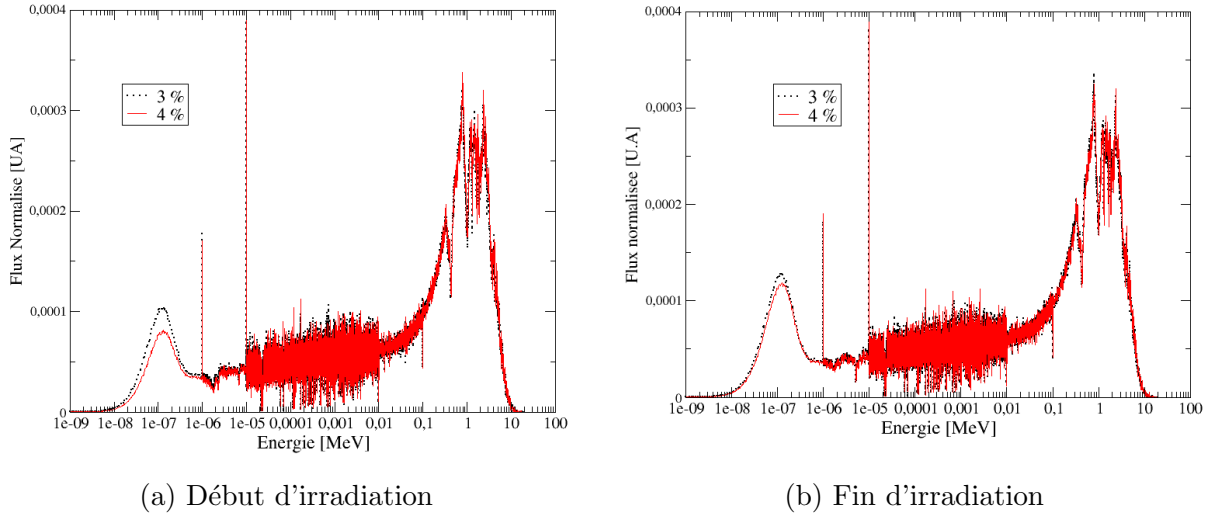 0,0004
0,0003
0,0002
0,0001
0
Flux Normalise [UA]
3 %
4 %
1e-09 1e-08 1e-07 1e-06 1e-05 0,0001 0,001 0,01 0,1 1 10 100
Energie [MeV]
(a) Début d'irradiation
0,0004
0,0003
0,0002
0,0001
0
Flux normalisee [U.A]
3 %
4 %
1e-09 1e-08 1e-07 1e-06 1e-05 0,0001 0,001 0,01 0,1 1 10 100
Energie [MeV]
(b) Fin d'irradiation